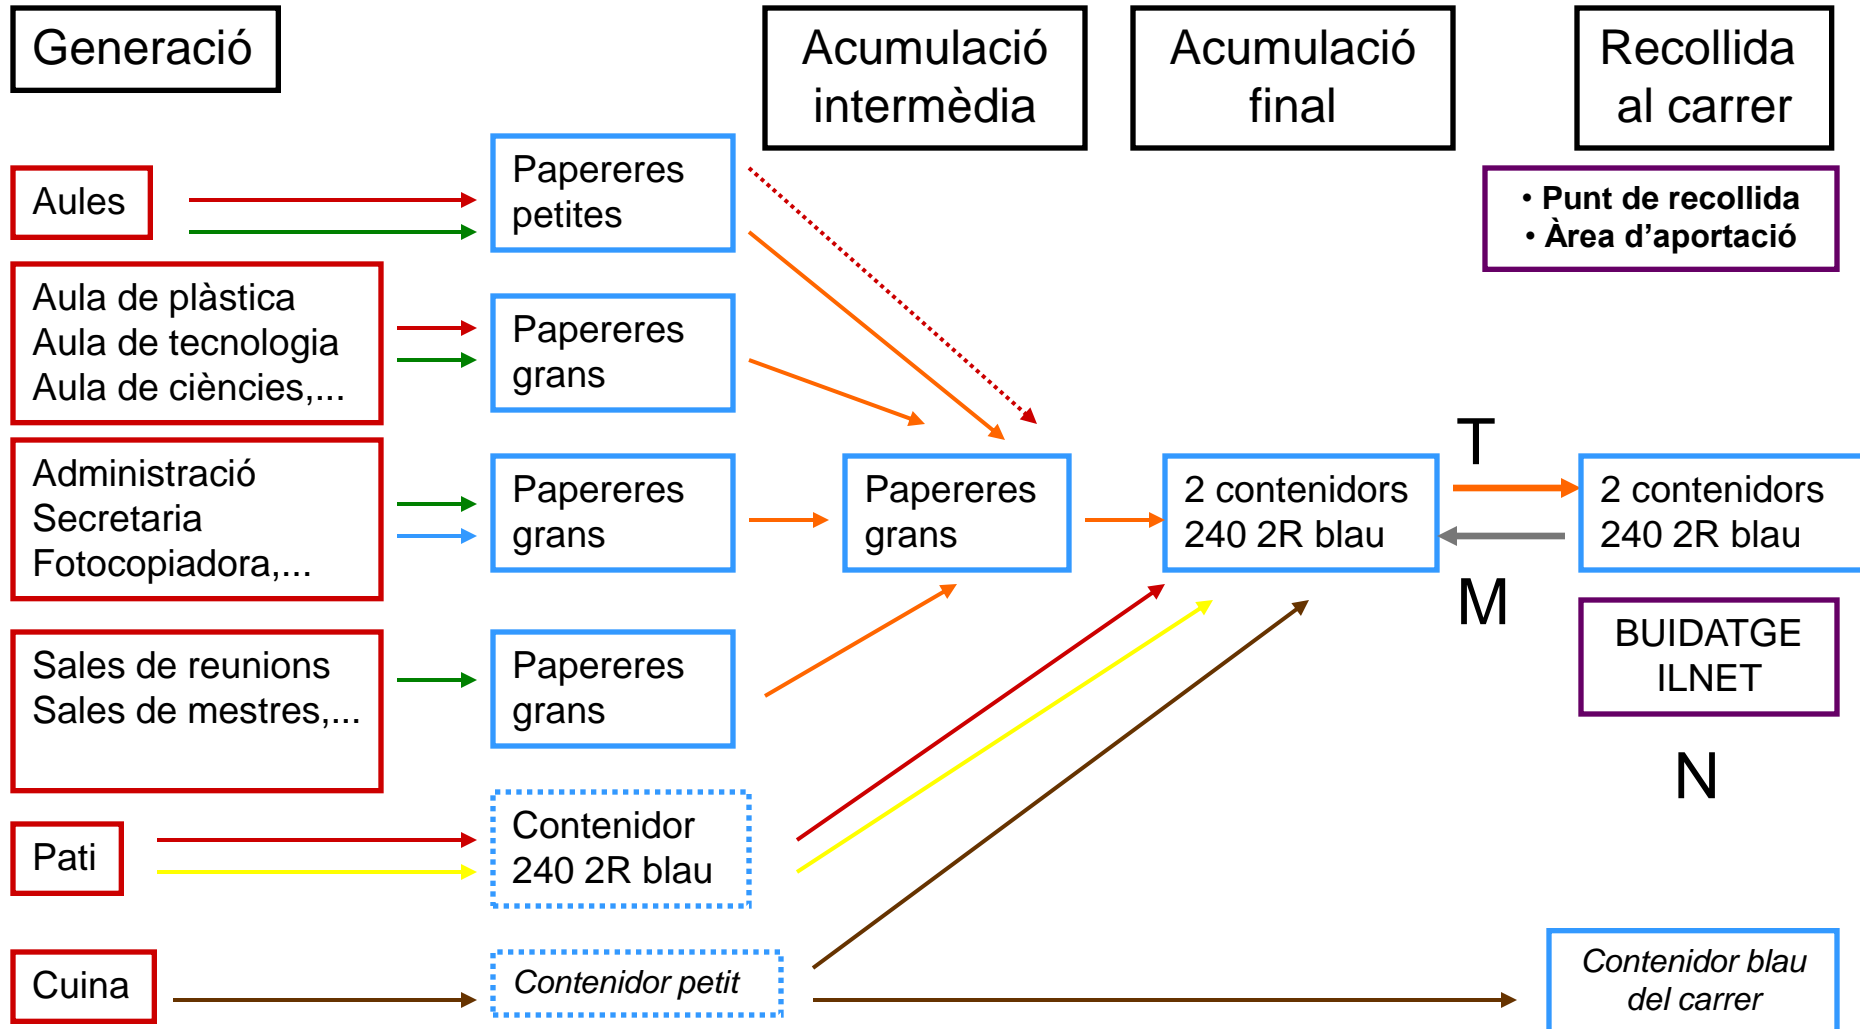 Generació
Acumulació
intermèdia
Acumulació
final
Recollida
al carrer
Aules
Papereres
petites
• Punt de recollida
• Àrea d’aportació
Aula de plàstica
Aula de tecnologia
Aula de ciències,...
Papereres
grans
Administració
Secretaria
Fotocopiadora,...
Papereres
grans
Papereres
grans
2 contenidors
240 2R blau
T
M
2 contenidors
240 2R blau
Sales de reunions
Sales de mestres,...
Papereres
grans
BUIDATGE
ILNET
N
Pati
Contenidor
240 2R blau
Cuina
Contenidor petit
Contenidor blau
del carrer